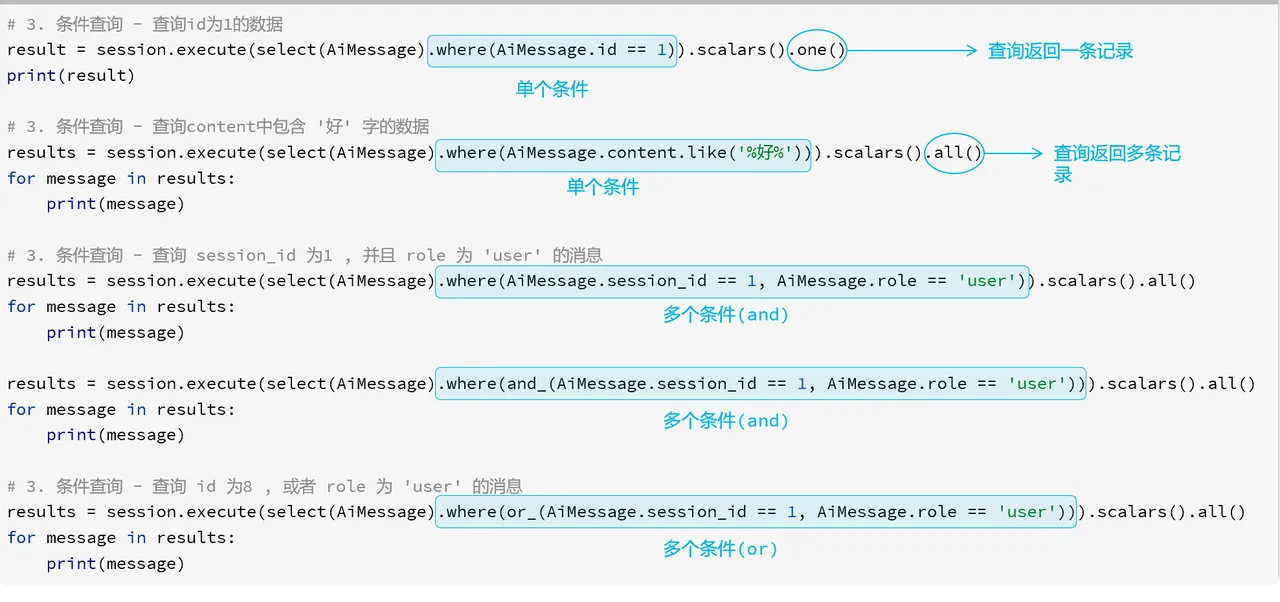 # 3. 条件查询 - 查询id为1的数据
result = session.execute(select(AiMessage).where(AiMessage.id == 1)).scalars().one()
查询返回一条记录
print(result)
单个条件
# 3. 条件查询 - 查询content中包含 '好' 字的数据
results = session.execute(select(AiMessage).where(AiMessage.content.like('%好%'))).scalars().all()
查询返回多条记
录
for message in results:
单个条件
    print(message)
# 3. 条件查询 - 查询 session_id 为1 , 并且 role 为 'user' 的消息
results = session.execute(select(AiMessage).where(AiMessage.session_id == 1, AiMessage.role == 'user')).scalars().all()
for message in results:
多个条件(and)
    print(message)
results = session.execute(select(AiMessage).where(and_(AiMessage.session_id == 1, AiMessage.role == 'user'))).scalars().all()
for message in results:
多个条件(and)
    print(message)
# 3. 条件查询 - 查询 id 为8 , 或者 role 为 'user' 的消息
results = session.execute(select(AiMessage).where(or_(AiMessage.session_id == 1, AiMessage.role == 'user'))).scalars().all()
for message in results:
多个条件(or)
    print(message)